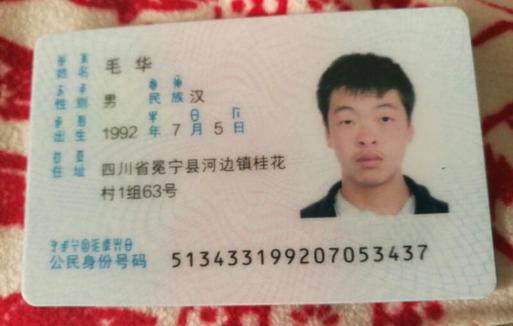 姓名 毛华
性别 男 民族 汉
出生 1992 年 7 月 5 日
住址 四川省冕宁县河边镇桂花
村1组63号
公民身份号码 513433199207053437